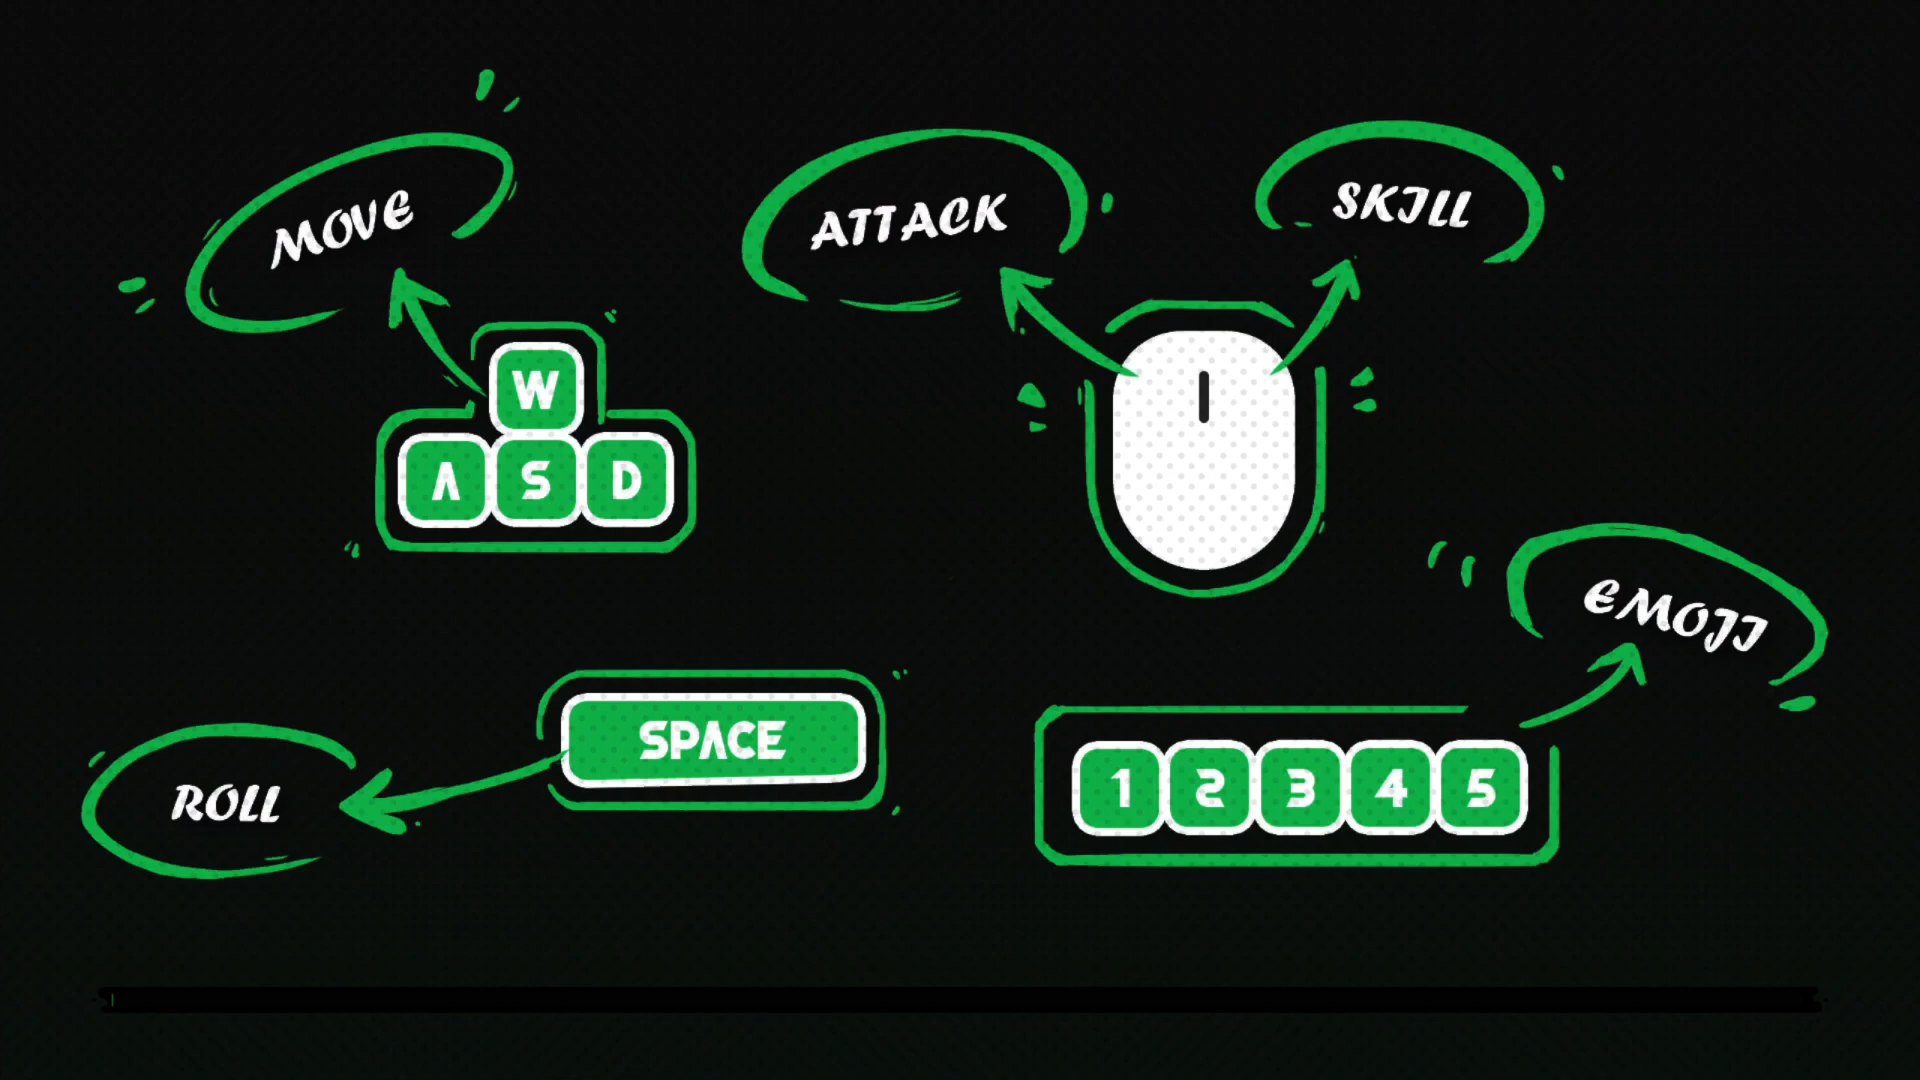 MOVE
ATTACK
SKILL
W
A S D
EMOJI
SPACE
ROLL
1 2 3 4 5